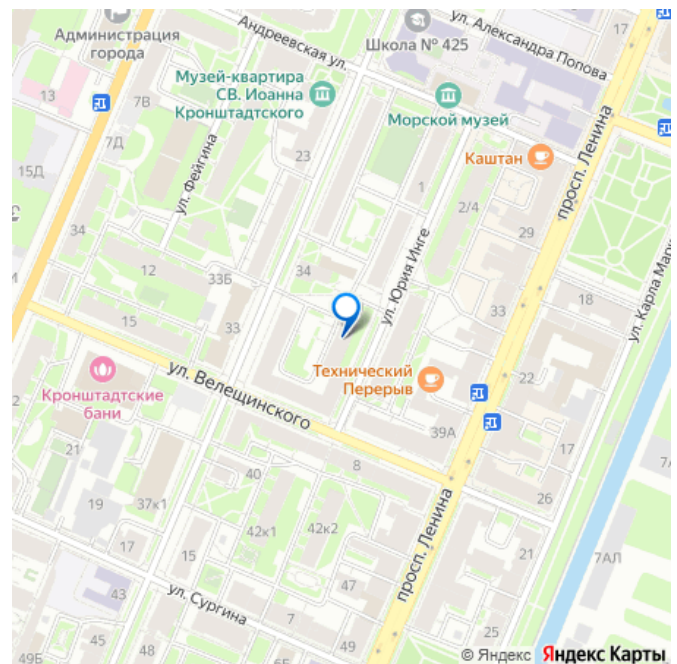 Администрация
города
Андреевская ул.
Школа № 425
ул. Александра Попова
17
13
7В
Музей-квартира
СВ. Иоанна
Кронштадтского
Морской музей
Каштан
просп. Ленина
7Д
15Д
ул. Фейгина
23
1
2/4
29
34
12
33Б
34
ул. Юрия Инге
18
ул. Карла Мар
15
33
ул. Велещинского
Технический
Перерыв
22
Кронштадтские
бани
2
21
39А
17
7
40
8
19
37к1
26
42к1
42к2
просп. Ленина
17
15
21
7АЛ
43
ул. Сургина
47
7
25
45
49
49Б
© Яндекс Яндекс Карты